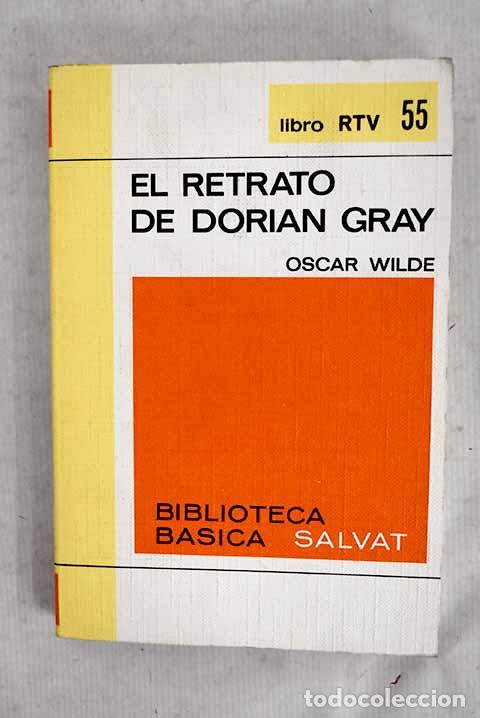 libro RTV 55
EL RETRATO
DE DORIAN GRAY
OSCAR WILDE
BIBLIOTECA
BASICA SALVAT
todocoleccion